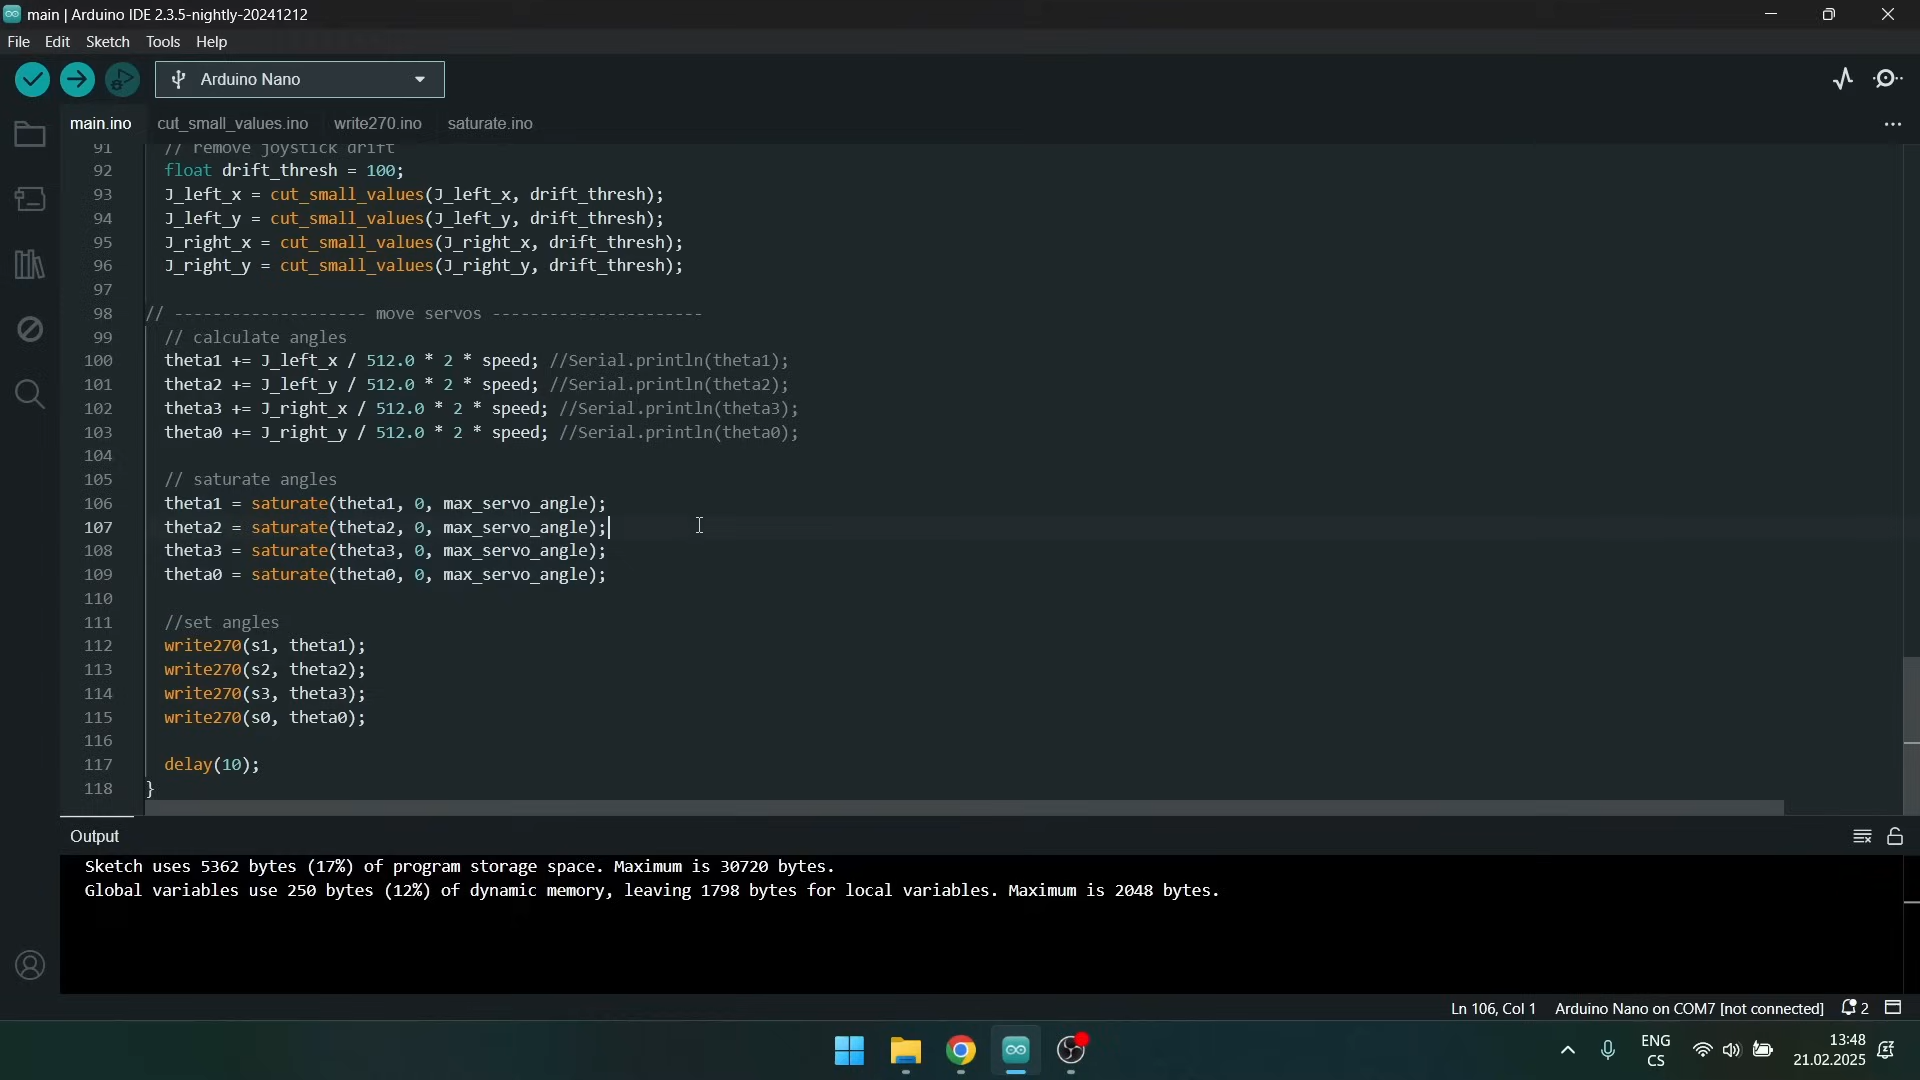 main | Arduino IDE 2.3.5-nightly-20241212
File Edit Sketch Tools Help
Arduino Nano
main.ino cut_small_values.ino write270.ino saturate.ino
91 // remove joystick drift
92 float drift_thresh = 100;
93 J_left_x = cut_small_values(J_left_x, drift_thresh);
94 J_left_y = cut_small_values(J_left_y, drift_thresh);
95 J_right_x = cut_small_values(J_right_x, drift_thresh);
96 J_right_y = cut_small_values(J_right_y, drift_thresh);
97
98 // -------------------- move servos ----------------------
99 // calculate angles
100 theta1 += J_left_x / 512.0 * 2 * speed; //Serial.println(theta1);
101 theta2 += J_left_y / 512.0 * 2 * speed; //Serial.println(theta2);
102 theta3 += J_right_x / 512.0 * 2 * speed; //Serial.println(theta3);
103 theta0 += J_right_y / 512.0 * 2 * speed; //Serial.println(theta0);
104
105 // saturate angles
106 theta1 = saturate(theta1, 0, max_servo_angle);
107 theta2 = saturate(theta2, 0, max_servo_angle);
108 theta3 = saturate(theta3, 0, max_servo_angle);
109 theta0 = saturate(theta0, 0, max_servo_angle);
110
111 //set angles
112 write270(s1, theta1);
113 write270(s2, theta2);
114 write270(s3, theta3);
115 write270(s0, theta0);
116
117 delay(10);
118 }
Output
Sketch uses 5362 bytes (17%) of program storage space. Maximum is 30720 bytes.
Global variables use 250 bytes (12%) of dynamic memory, leaving 1798 bytes for local variables. Maximum is 2048 bytes.
Ln 106, Col 1 Arduino Nano on COM7 [not connected] 2
ENG
CS
13:48
21.02.2025